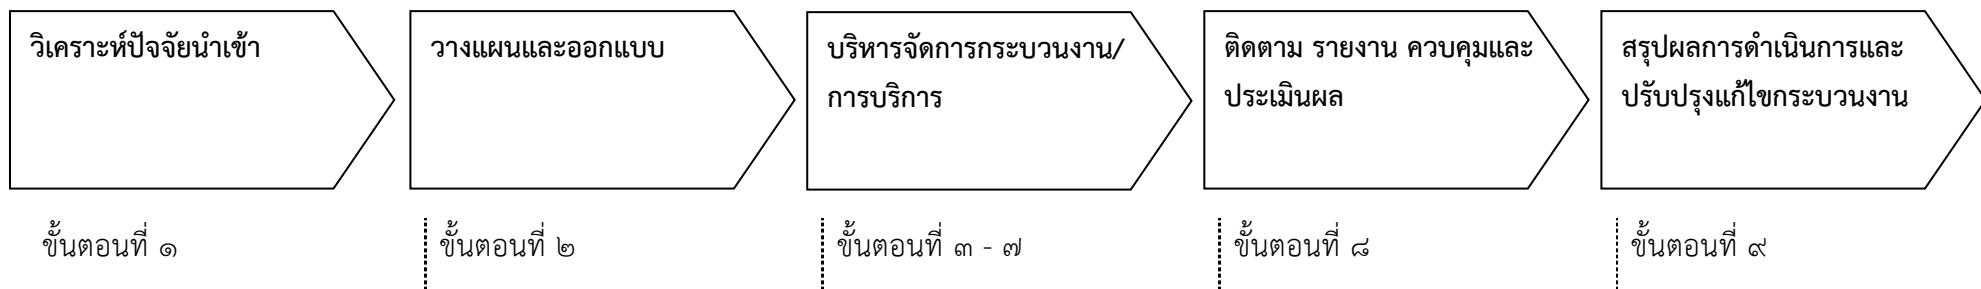 วิเคราะห์ปัจจัยนำเข้า
วางแผนและออกแบบ
บริหารจัดการกระบวนงาน/
การบริการ
ติดตาม รายงาน ควบคุมและ
ประเมินผล
สรุปผลการดำเนินการและ
ปรับปรุงแก้ไขกระบวนงาน
ขั้นตอนที่ ๑
ขั้นตอนที่ ๒
ขั้นตอนที่ ๓ - ๗
ขั้นตอนที่ ๘
ขั้นตอนที่ ๙